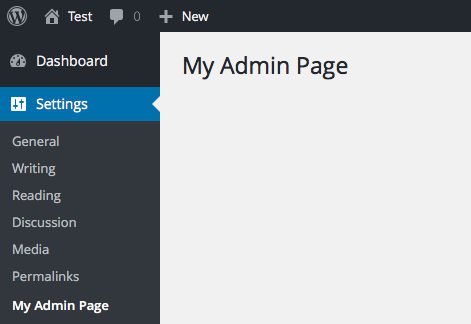 Test 0 New
Dashboard
My Admin Page
Settings
General
Writing
Reading
Discussion
Media
Permalinks
My Admin Page